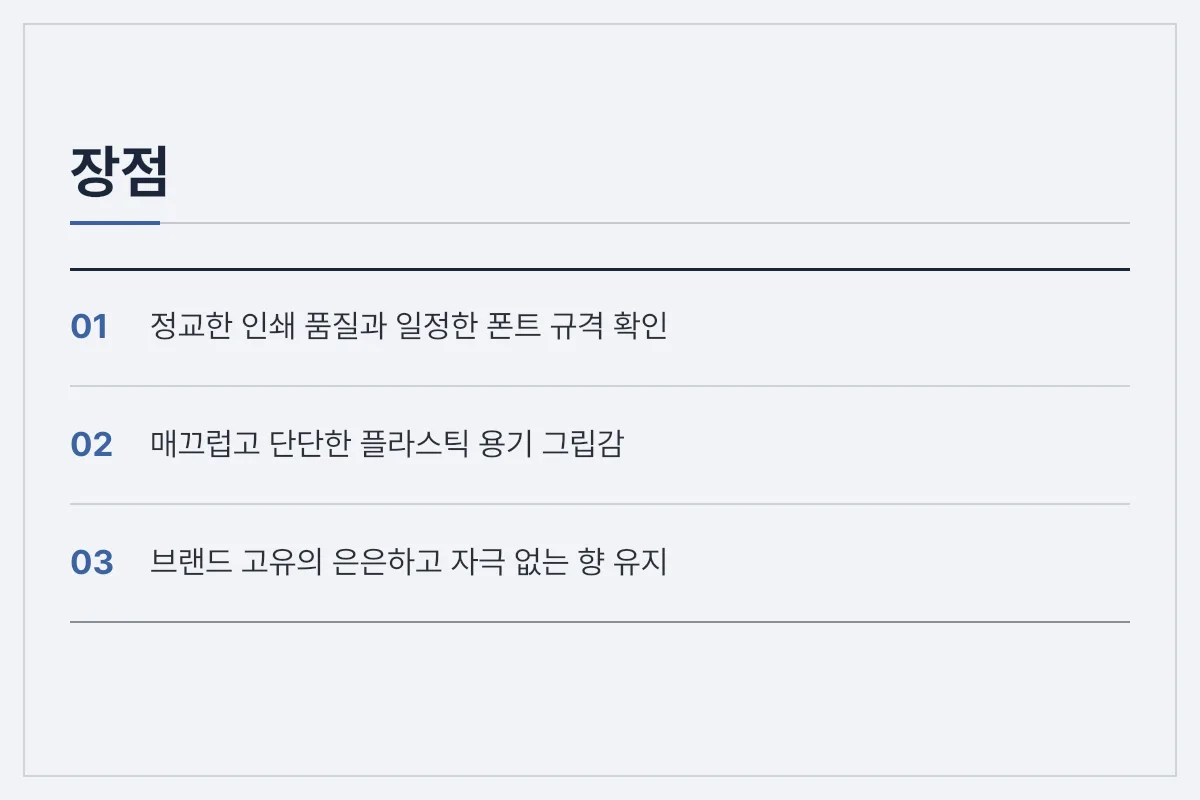 장점
01 정교한 인쇄 품질과 일정한 폰트 규격 확인
02 매끄럽고 단단한 플라스틱 용기 그립감
03 브랜드 고유의 은은하고 자극 없는 향 유지